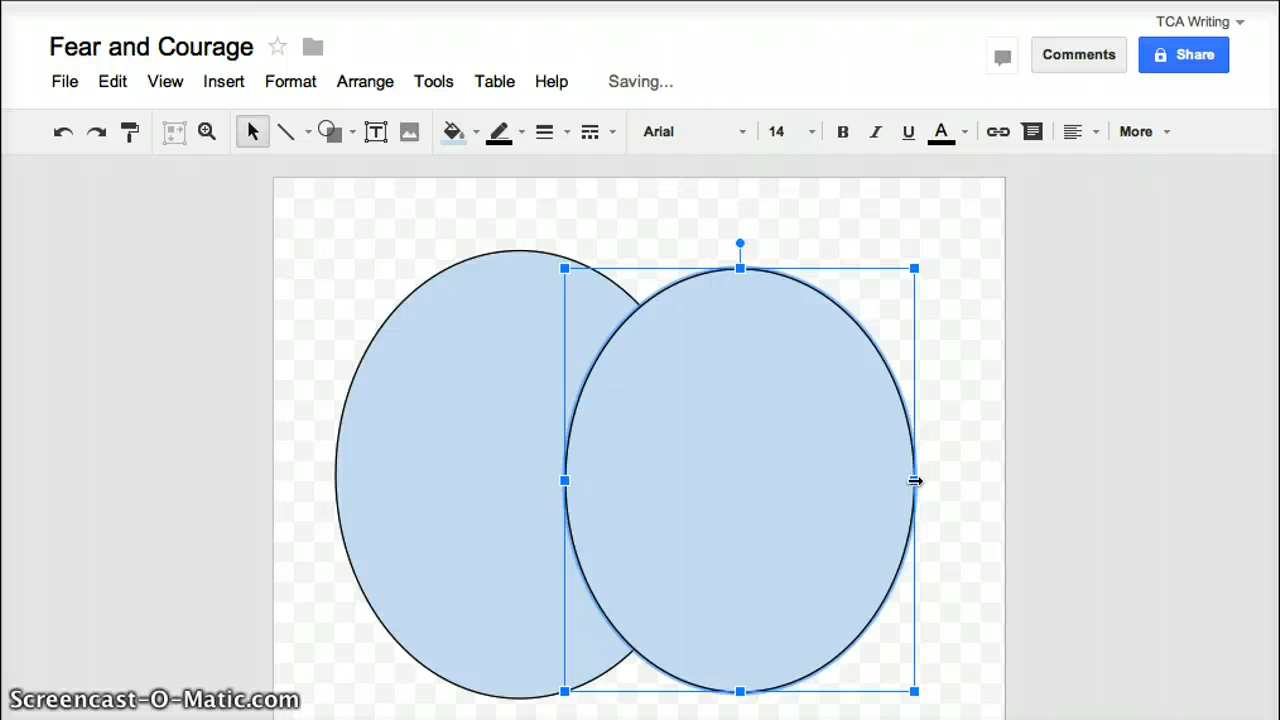 TCA Writing
Fear and Courage
Comments
Share
File Edit View Insert Format Arrange Tools Table Help Saving...
Arial 14 B I U A More
Screencast-O-Matic.com